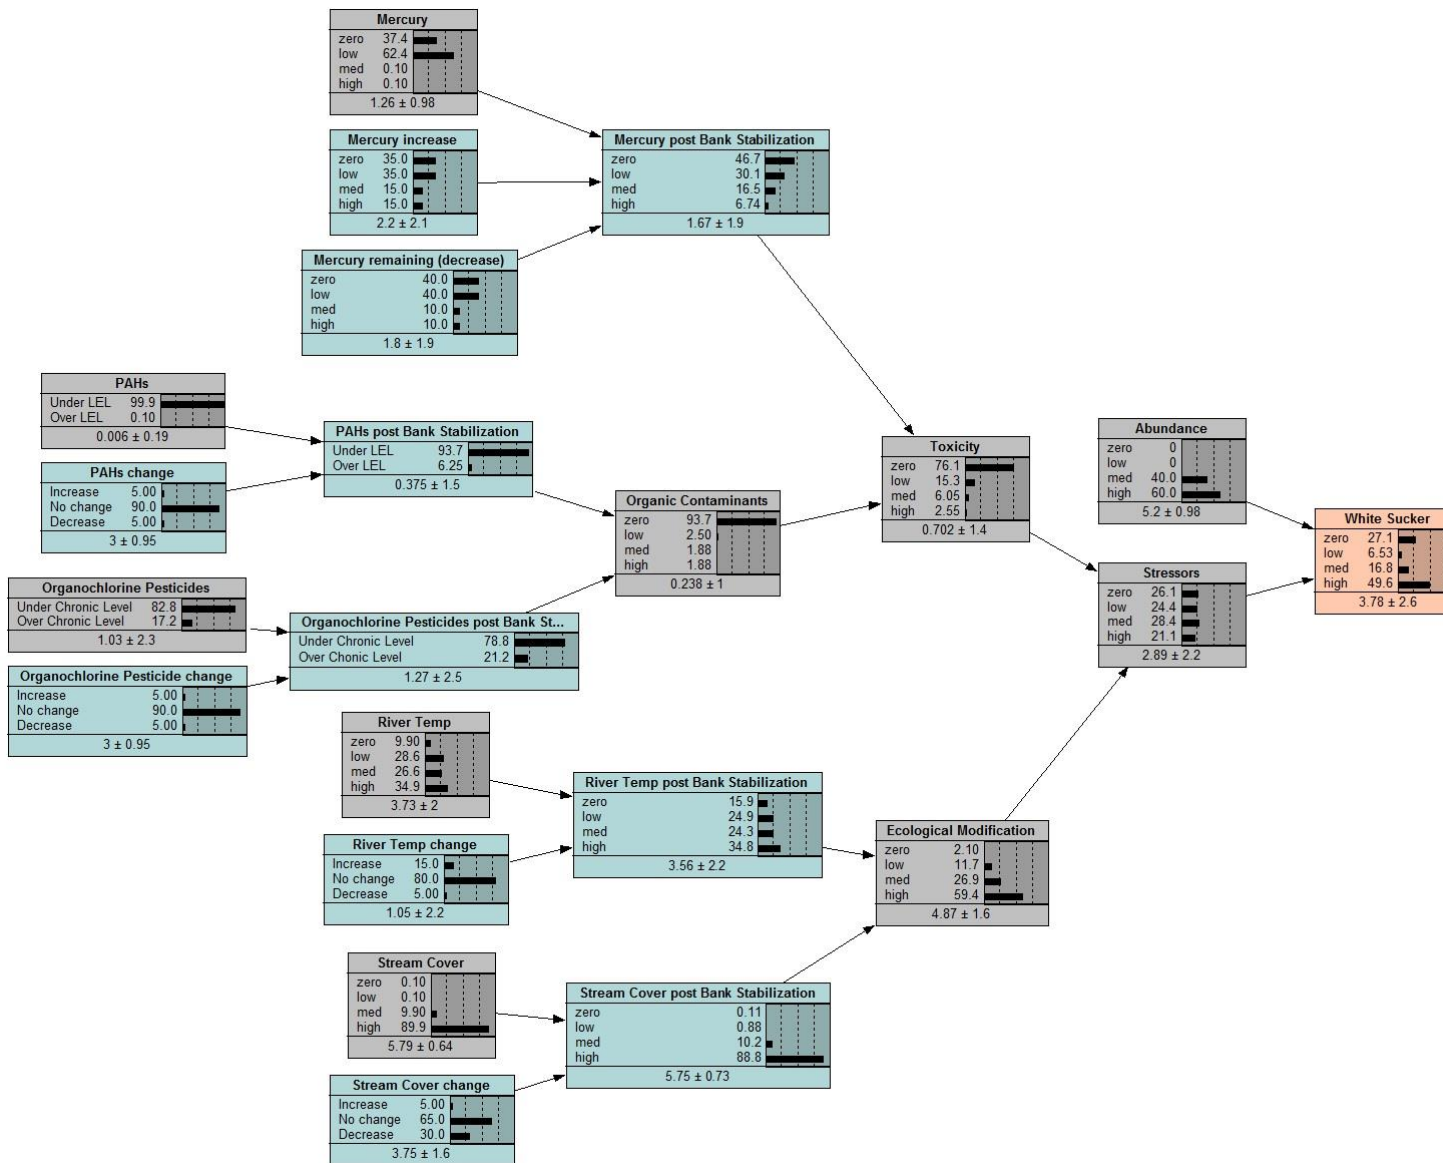 Mercury
zero 37.4
low 62.4
med 0.10
high 0.10
1.26 ± 0.98
Mercury increase
zero 35.0
low 35.0
med 15.0
high 15.0
2.2 ± 2.1
Mercury post Bank Stabilization
zero 46.7
low 30.1
med 16.5
high 6.74
1.67 ± 1.9
Mercury remaining (decrease)
zero 40.0
low 40.0
med 10.0
high 10.0
1.8 ± 1.9
PAHs
Under LEL 99.9
Over LEL 0.10
0.006 ± 0.19
PAHs change
Increase 5.00
No change 90.0
Decrease 5.00
3 ± 0.95
PAHs post Bank Stabilization
Under LEL 93.7
Over LEL 6.25
0.375 ± 1.5
Organic Contaminants
zero 93.7
low 2.50
med 1.88
high 1.88
0.238 ± 1
Toxicity
zero 76.1
low 15.3
med 6.05
high 2.55
0.702 ± 1.4
Abundance
zero 0
low 0
med 40.0
high 60.0
5.2 ± 0.98
White Sucker
zero 27.1
low 6.53
med 16.8
high 49.6
3.78 ± 2.6
Stressors
zero 26.1
low 24.4
med 28.4
high 21.1
2.89 ± 2.2
Organochlorine Pesticides
Under Chronic Level 82.8
Over Chronic Level 17.2
1.03 ± 2.3
Organochlorine Pesticides post Bank St...
Under Chronic Level 78.8
Over Chonic Level 21.2
1.27 ± 2.5
Organochlorine Pesticide change
Increase 5.00
No change 90.0
Decrease 5.00
3 ± 0.95
River Temp
zero 9.90
low 28.6
med 26.6
high 34.9
3.73 ± 2
River Temp post Bank Stabilization
zero 15.9
low 24.9
med 24.3
high 34.8
3.56 ± 2.2
River Temp change
Increase 15.0
No change 80.0
Decrease 5.00
1.05 ± 2.2
Ecological Modification
zero 2.10
low 11.7
med 26.9
high 59.4
4.87 ± 1.6
Stream Cover
zero 0.10
low 0.10
med 9.90
high 89.9
5.79 ± 0.64
Stream Cover post Bank Stabilization
zero 0.11
low 0.88
med 10.2
high 88.8
5.75 ± 0.73
Stream Cover change
Increase 5.00
No change 65.0
Decrease 30.0
3.75 ± 1.6